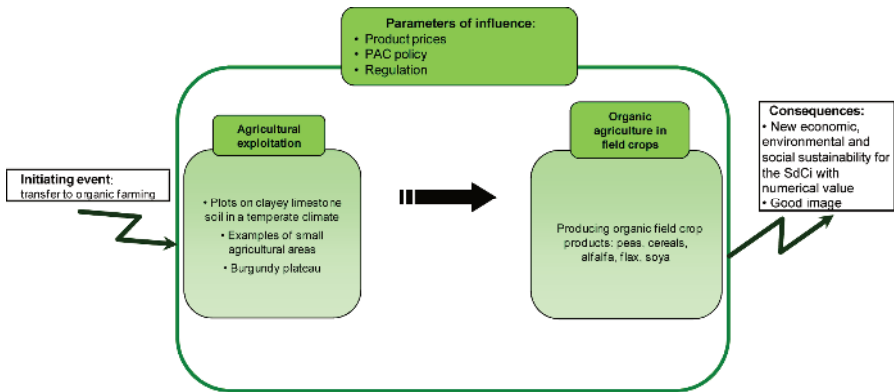 Parameters of influence:
• Product prices
• PAC policy
• Regulation
Initiating event:
transfer to organic farming
Agricultural
exploitation
• Plots on clayey limestone
soil in a temperate climate
• Examples of small
agricultural areas
• Burgundy plateau
Organic
agriculture in
field crops
Producing organic field crop
products: peas. cereals,
alfalfa, flax. soya
Consequences:
• New economic,
environmental and
social sustainability for
the SdCi with
numerical value
• Good image